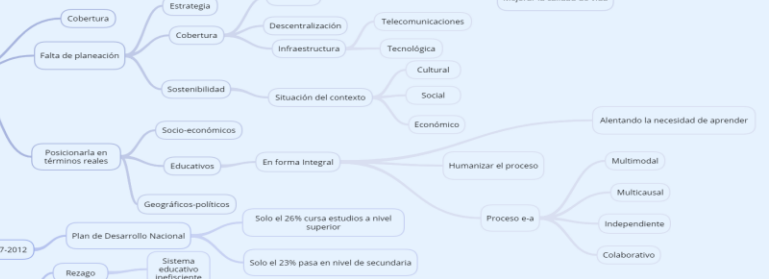 Estrategia
Cobertura
Descentralización
Telecomunicaciones
Cobertura
Infraestructura
Tecnológica
Falta de planeación
Cultural
Sostenibilidad
Situación del contexto
Social
Económico
Alentando la necesidad de aprender
Socio-económicos
Posicionarla en
términos reales
Educativos
En forma Integral
Humanizar el proceso
Multimodal
Multicausal
Geográficos-políticos
Proceso e-a
Independiente
Colaborativo
Solo el 26% cursa estudios a nivel
superior
Plan de Desarrollo Nacional
7-2012
Solo el 23% pasa en nivel de secundaria
Rezago
Sistema
educativo